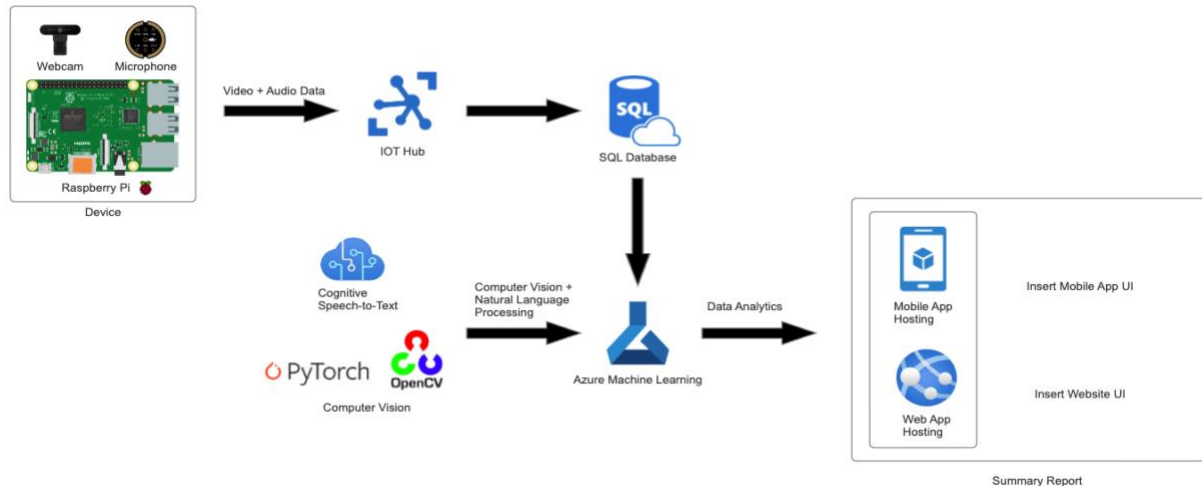 Webcam
Microphone
Raspberry Pi
Device
Video + Audio Data
IOT Hub
SQL
SQL Database
Cognitive
Speech-to-Text
PyTorch
OpenCV
Computer Vision
Computer Vision +
Natural Language
Processing
Azure Machine Learning
Data Analytics
Mobile App
Hosting
Insert Mobile App UI
Web App
Hosting
Insert Website UI
Summary Report